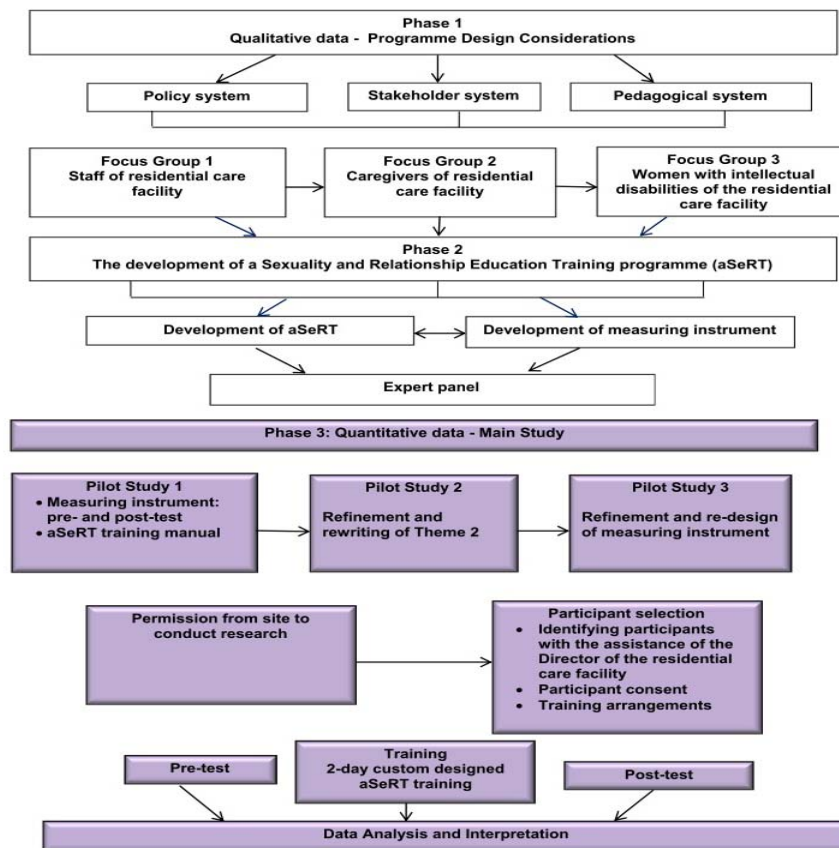 Phase 1
Qualitative data - Programme Design Considerations
Policy system
Stakeholder system
Pedagogical system
Focus Group 1
Staff of residential care
facility
Focus Group 2
Caregivers of residential
care facility
Focus Group 3
Women with intellectual
disabilities of the residential
care facility
Phase 2
The development of a Sexuality and Relationship Education Training programme (aSeRT)
Development of aSeRT
Development of measuring instrument
Expert panel
Phase 3: Quantitative data - Main Study
Pilot Study 1
• Measuring instrument:
pre- and post-test
• aSeRT training manual
Pilot Study 2
Refinement and
rewriting of Theme 2
Pilot Study 3
Refinement and re-design
of measuring instrument
Permission from site to
conduct research
Participant selection
• Identifying participants
with the assistance of the
Director of the residential
care facility
• Participant consent
• Training arrangements
Pre-test
Training
2-day custom designed
aSeRT training
Post-test
Data Analysis and Interpretation